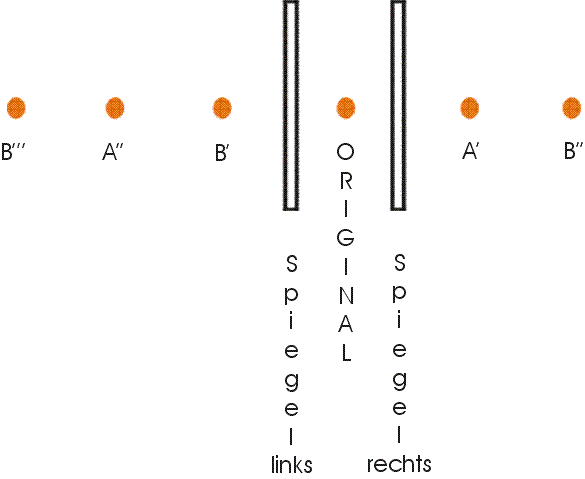 B''' A'' B' A' B''
ORIGINAL
Spiegel
links
Spiegel
rechts